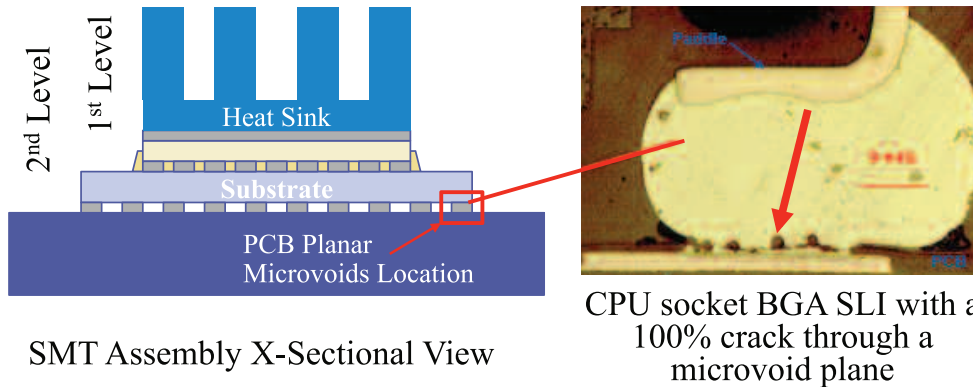 2nd Level
1st Level
Heat Sink
Substrate
PCB Planar
Microvoids Location
SMT Assembly X-Sectional View
Paddle
PCB
CPU socket BGA SLI with a
100% crack through a
microvoid plane